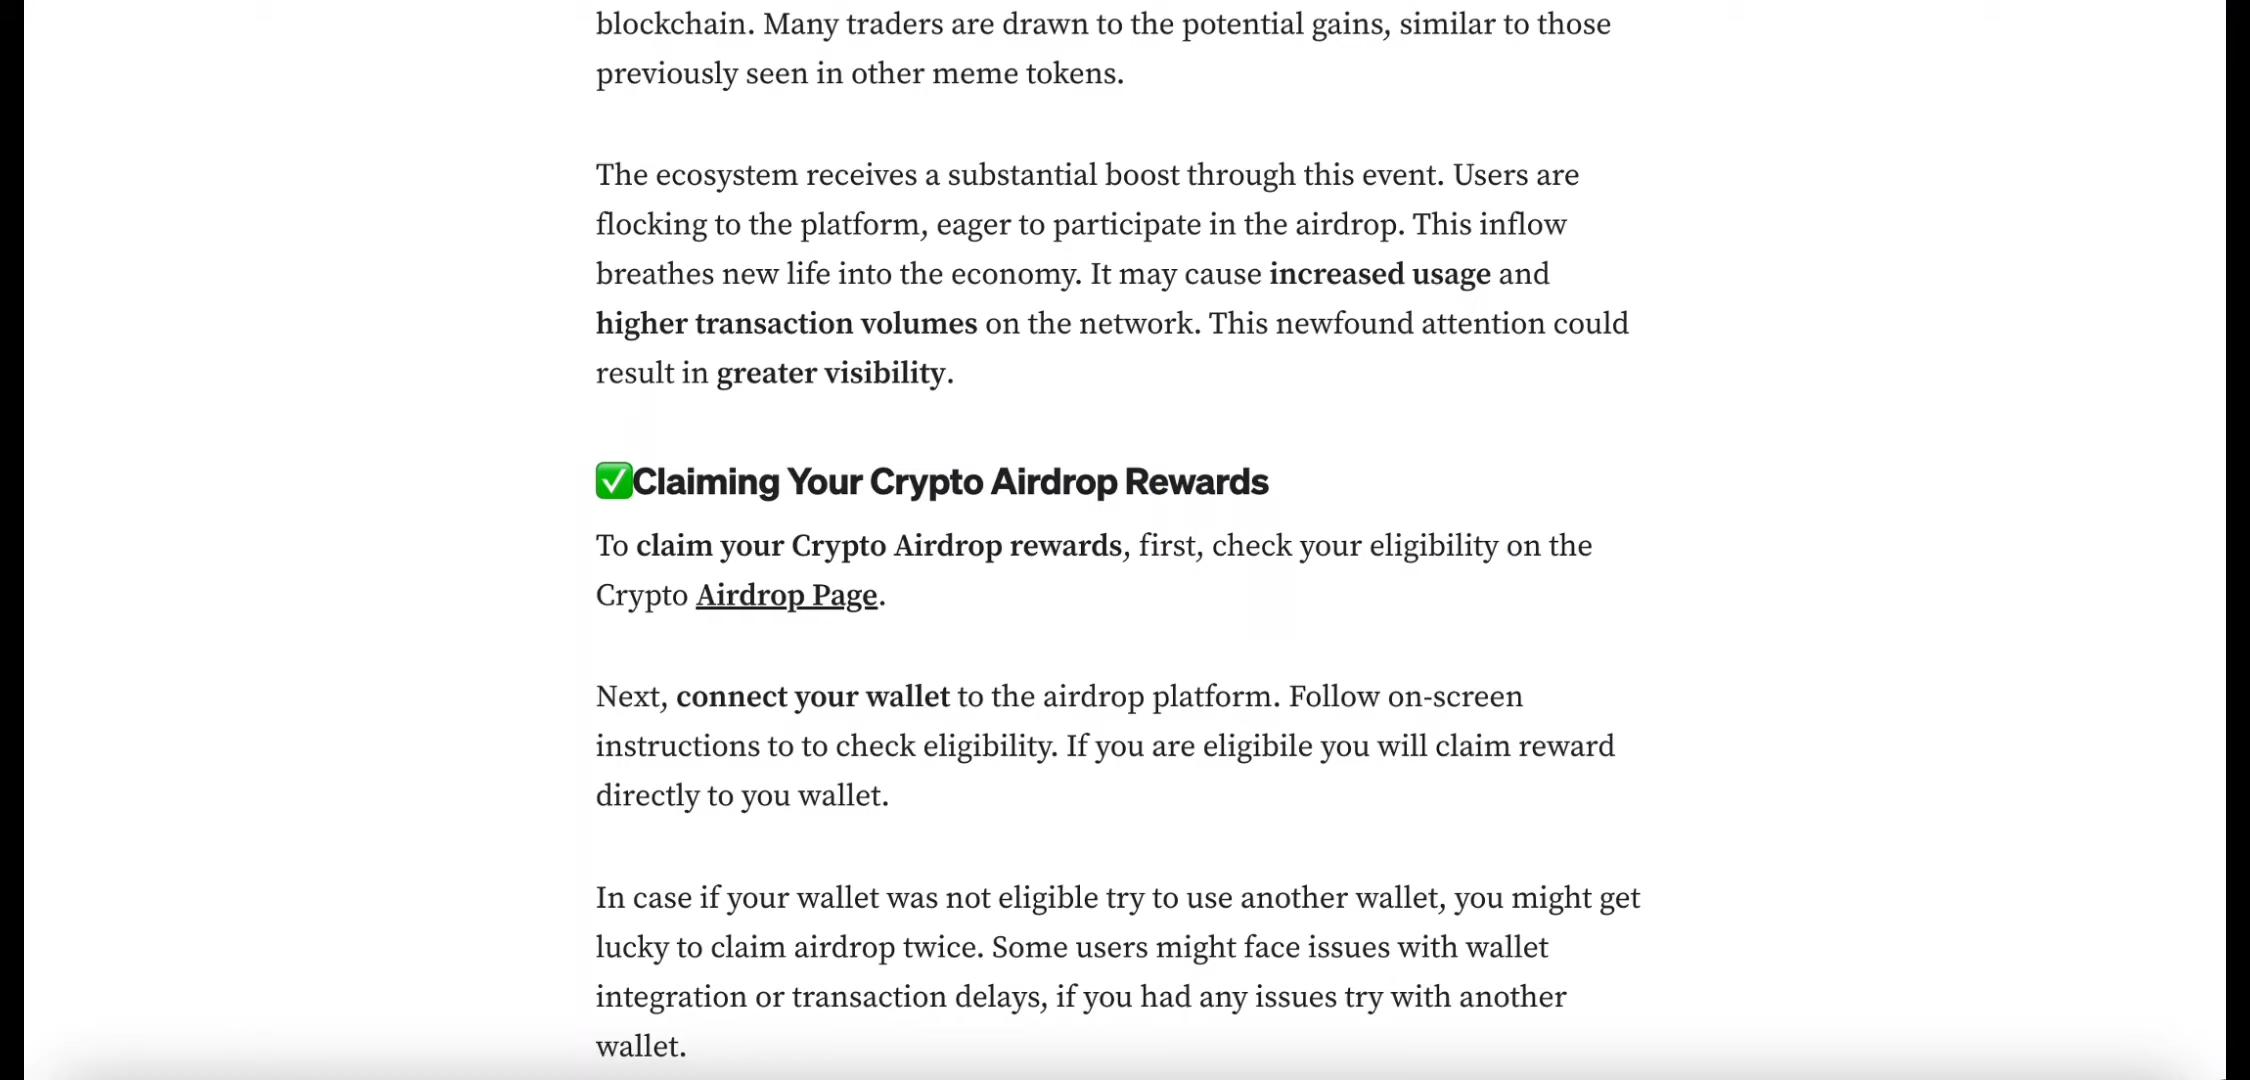 blockchain. Many traders are drawn to the potential gains, similar to those
previously seen in other meme tokens.
The ecosystem receives a substantial boost through this event. Users are
flocking to the platform, eager to participate in the airdrop. This inflow
breathes new life into the economy. It may cause increased usage and
higher transaction volumes on the network. This newfound attention could
result in greater visibility.
✅Claiming Your Crypto Airdrop Rewards
To claim your Crypto Airdrop rewards, first, check your eligibility on the
Crypto Airdrop Page.
Next, connect your wallet to the airdrop platform. Follow on-screen
instructions to to check eligibility. If you are eligibile you will claim reward
directly to you wallet.
In case if your wallet was not eligible try to use another wallet, you might get
lucky to claim airdrop twice. Some users might face issues with wallet
integration or transaction delays, if you had any issues try with another
wallet.